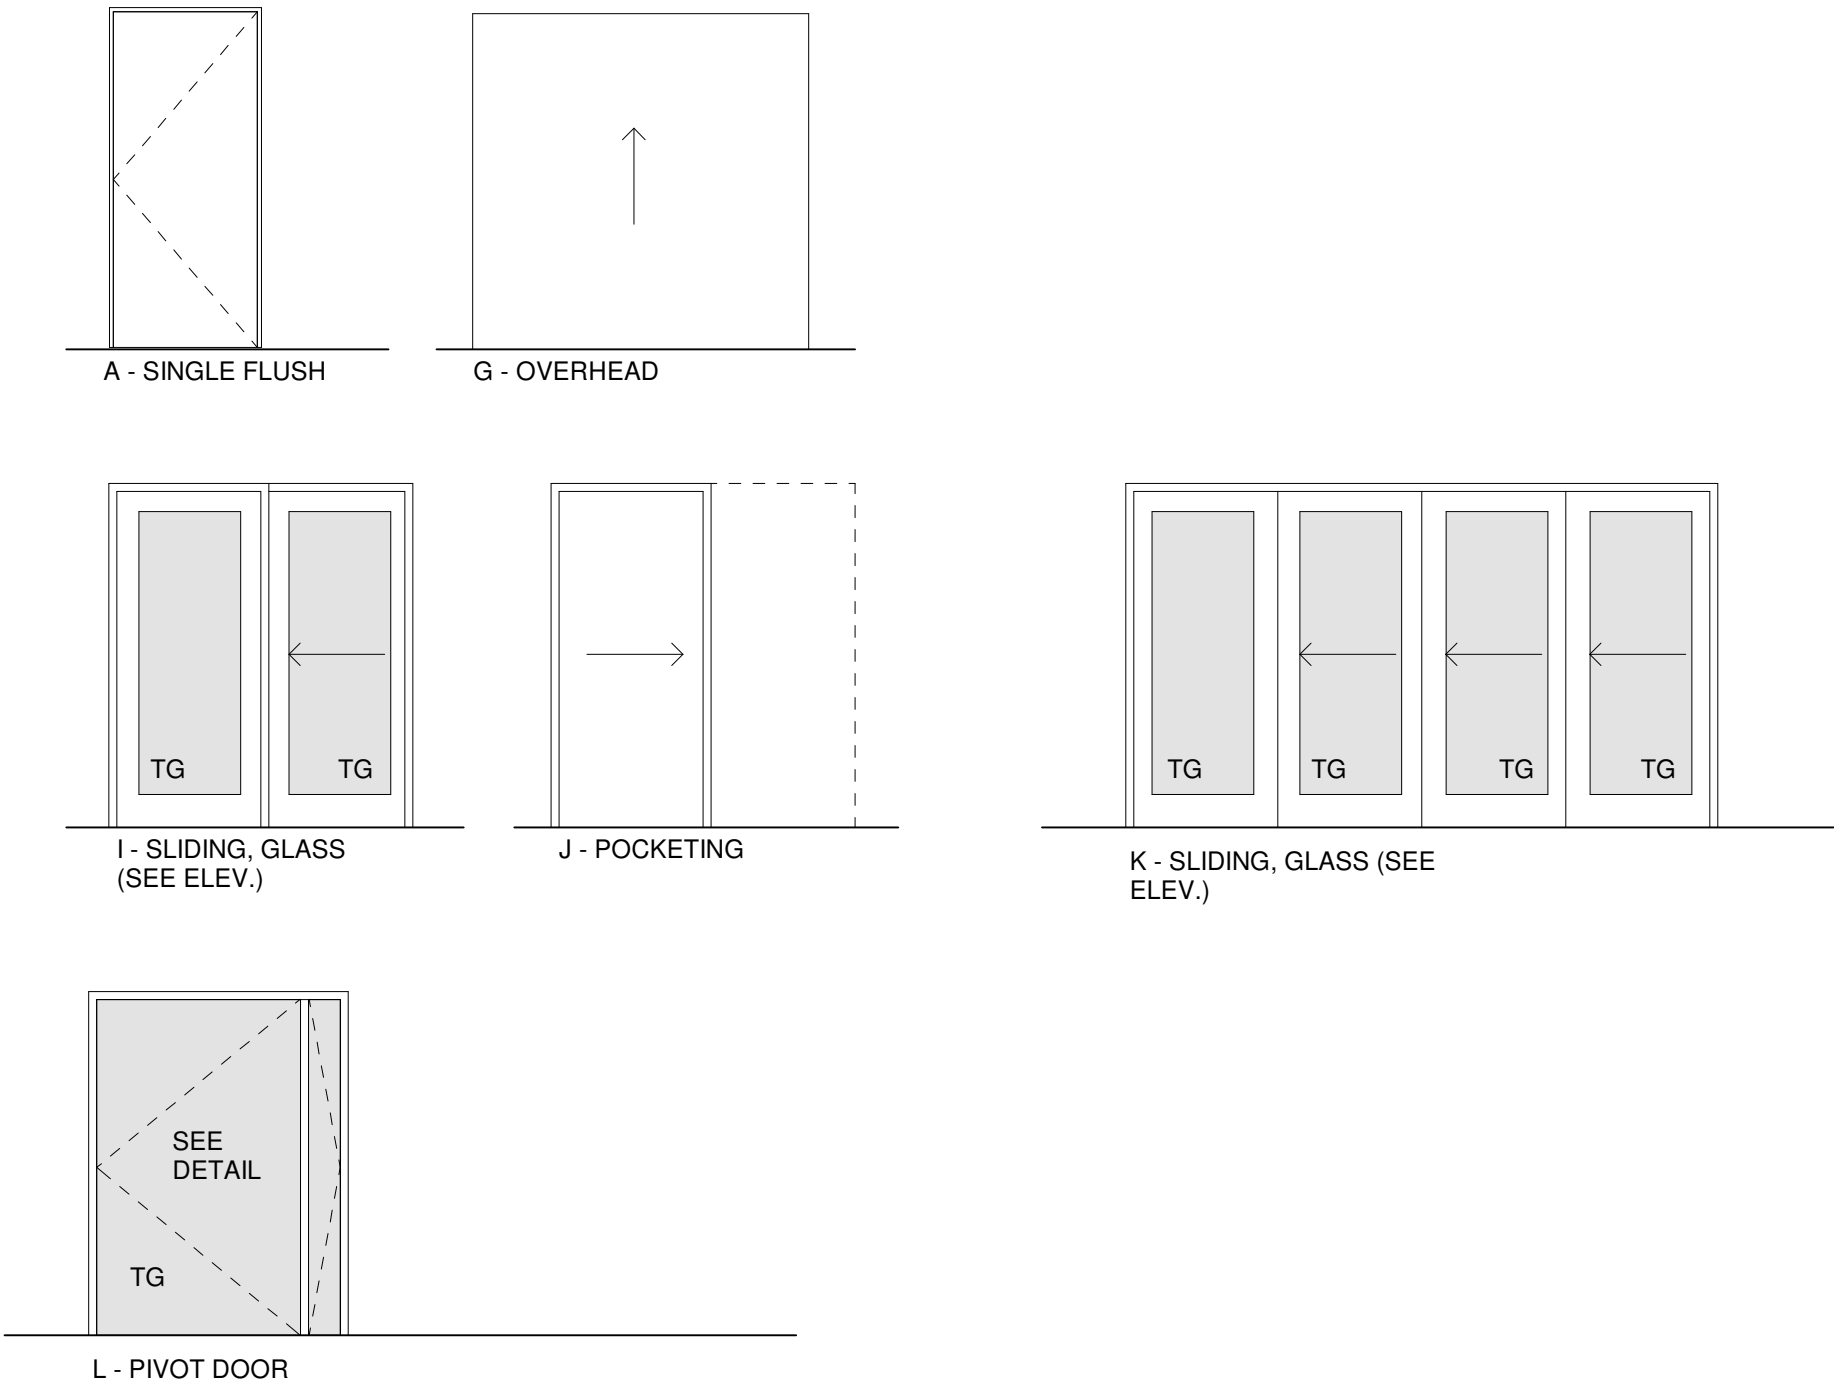 A - SINGLE FLUSH
G - OVERHEAD
TG
TG
I - SLIDING, GLASS
(SEE ELEV.)
J - POCKETING
TG
TG
TG
TG
K - SLIDING, GLASS (SEE
ELEV.)
SEE
DETAIL
TG
L - PIVOT DOOR